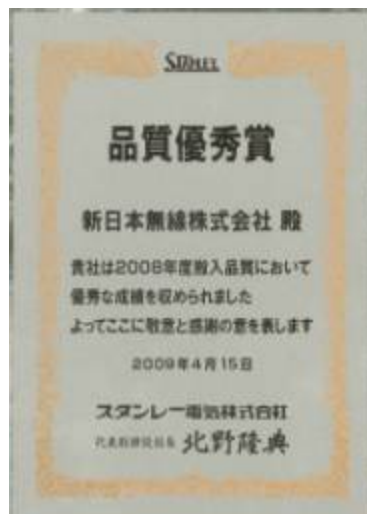 STANLEY
品質優秀賞
新日本無線株式会社 殿
貴社は2008年度搬入品質において
優秀な成績を収められました
よってここに敬意と感謝の意を表します
2009年4月15日
スタンレー電気株式会社
代表取締役社長 北野隆典